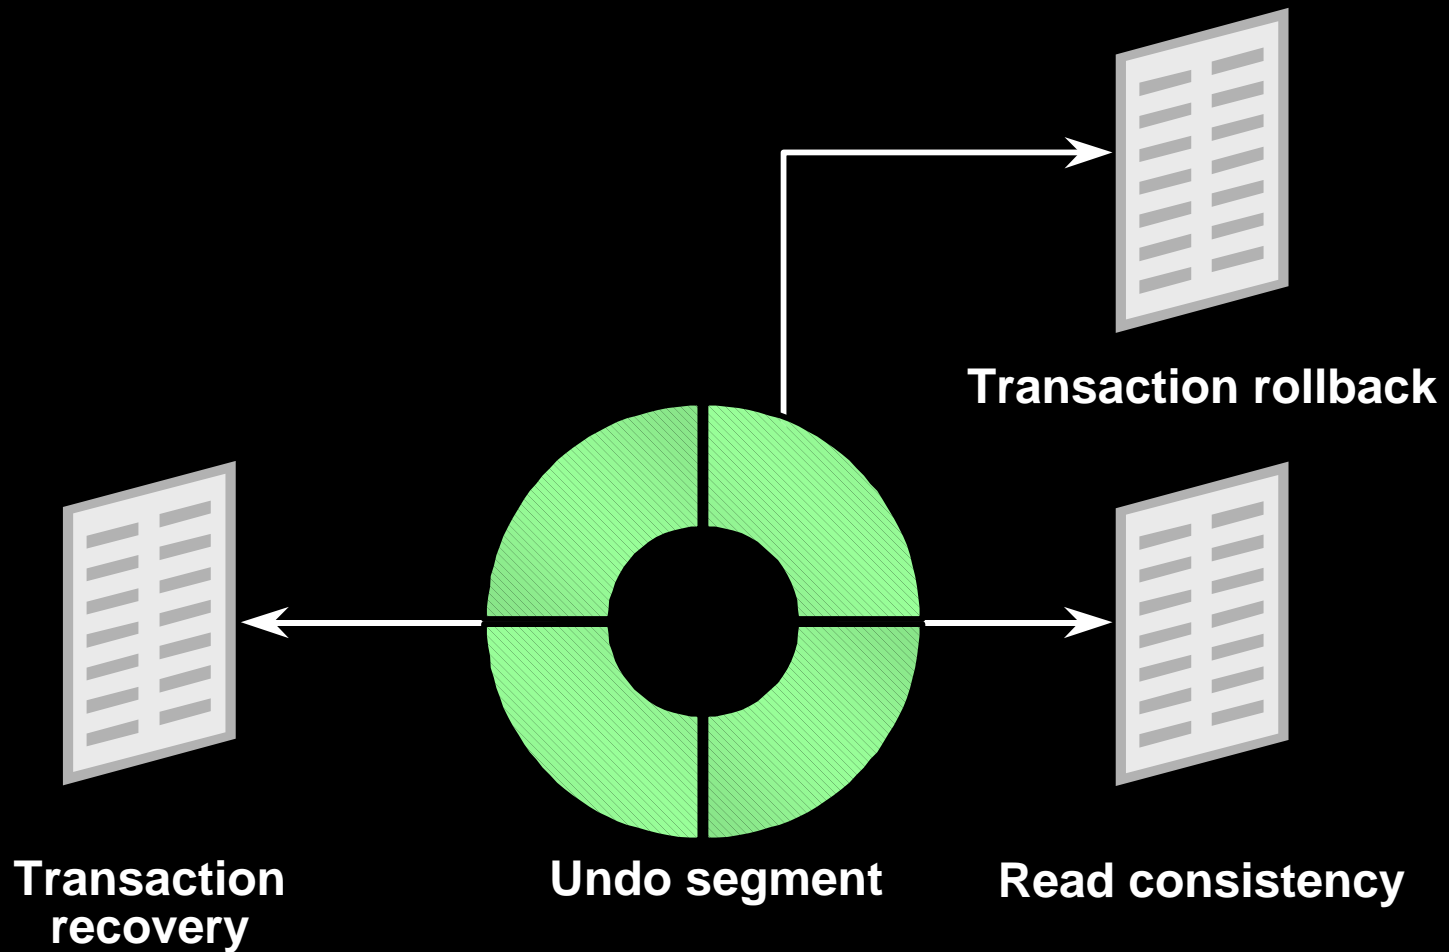 Transaction rollback
Transaction
recovery
Undo segment
Read consistency